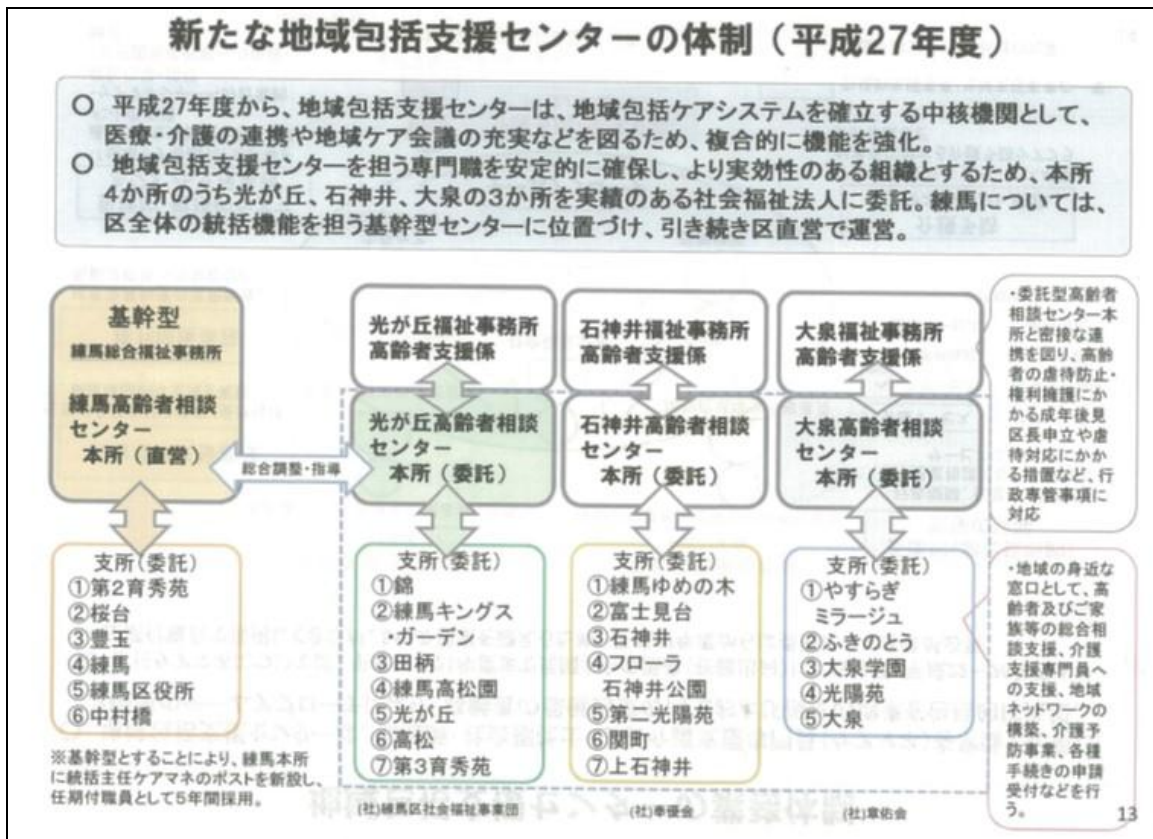 新たな地域包括支援センターの体制（平成27年度）
○ 平成27年度から、地域包括支援センターは、地域包括ケアシステムを確立する中核機関として、
医療・介護の連携や地域ケア会議の充実などを図るため、複合的に機能を強化。
○ 地域包括支援センターを担う専門職を安定的に確保し、より実効性のある組織とするため、本所
4か所のうち光が丘、石神井、大泉の3か所を実績のある社会福祉法人に委託。練馬については、
区全体の統括機能を担う基幹型センターに位置づけ、引き続き区直営で運営。
基幹型
練馬総合福祉事務所
練馬高齢者相談
センター
本所（直営）
総合調整・指導
光が丘福祉事務所
高齢者支援係
光が丘高齢者相談
センター
本所（委託）
石神井福祉事務所
高齢者支援係
石神井高齢者相談
センター
本所（委託）
大泉福祉事務所
高齢者支援係
大泉高齢者相談
センター
本所（委託）
・委託型高齢者
相談センター本
所と密接な連
携を図り、高齢
者の虐待防止・
権利擁護にか
かる成年後見
区長申立や虐
待対応にかか
る措置など、行
政専管事項に
対応
支所（委託）
①第2育秀苑
②桜台
③豊玉
④練馬
⑤練馬区役所
⑥中村橋
支所（委託）
①錦
②練馬キングス
・ガーデン
③田柄
④練馬高松園
⑤光が丘
⑥高松
⑦第3育秀苑
支所（委託）
①練馬ゆめの木
②富士見台
③石神井
④フローラ
石神井公園
⑤第二光陽苑
⑥関町
⑦上石神井
支所（委託）
①やすらぎ
ミラージュ
②ふきのとう
③大泉学園
④光陽苑
⑤大泉
・地域の身近な
窓口として、高
齢者及びご家
族等の総合相
談支援、介護
支援専門員へ
の支援、地域
ネットワークの
構築、介護予
防事業、各種
手続きの申請
受付などを行
う。
※基幹型とすることにより、練馬本所
に統括主任ケアマネのポストを新設し、
任期付職員として5年間採用。
(社)練馬区社会福祉事業団
(社)奉優会
(社)章佑会
13